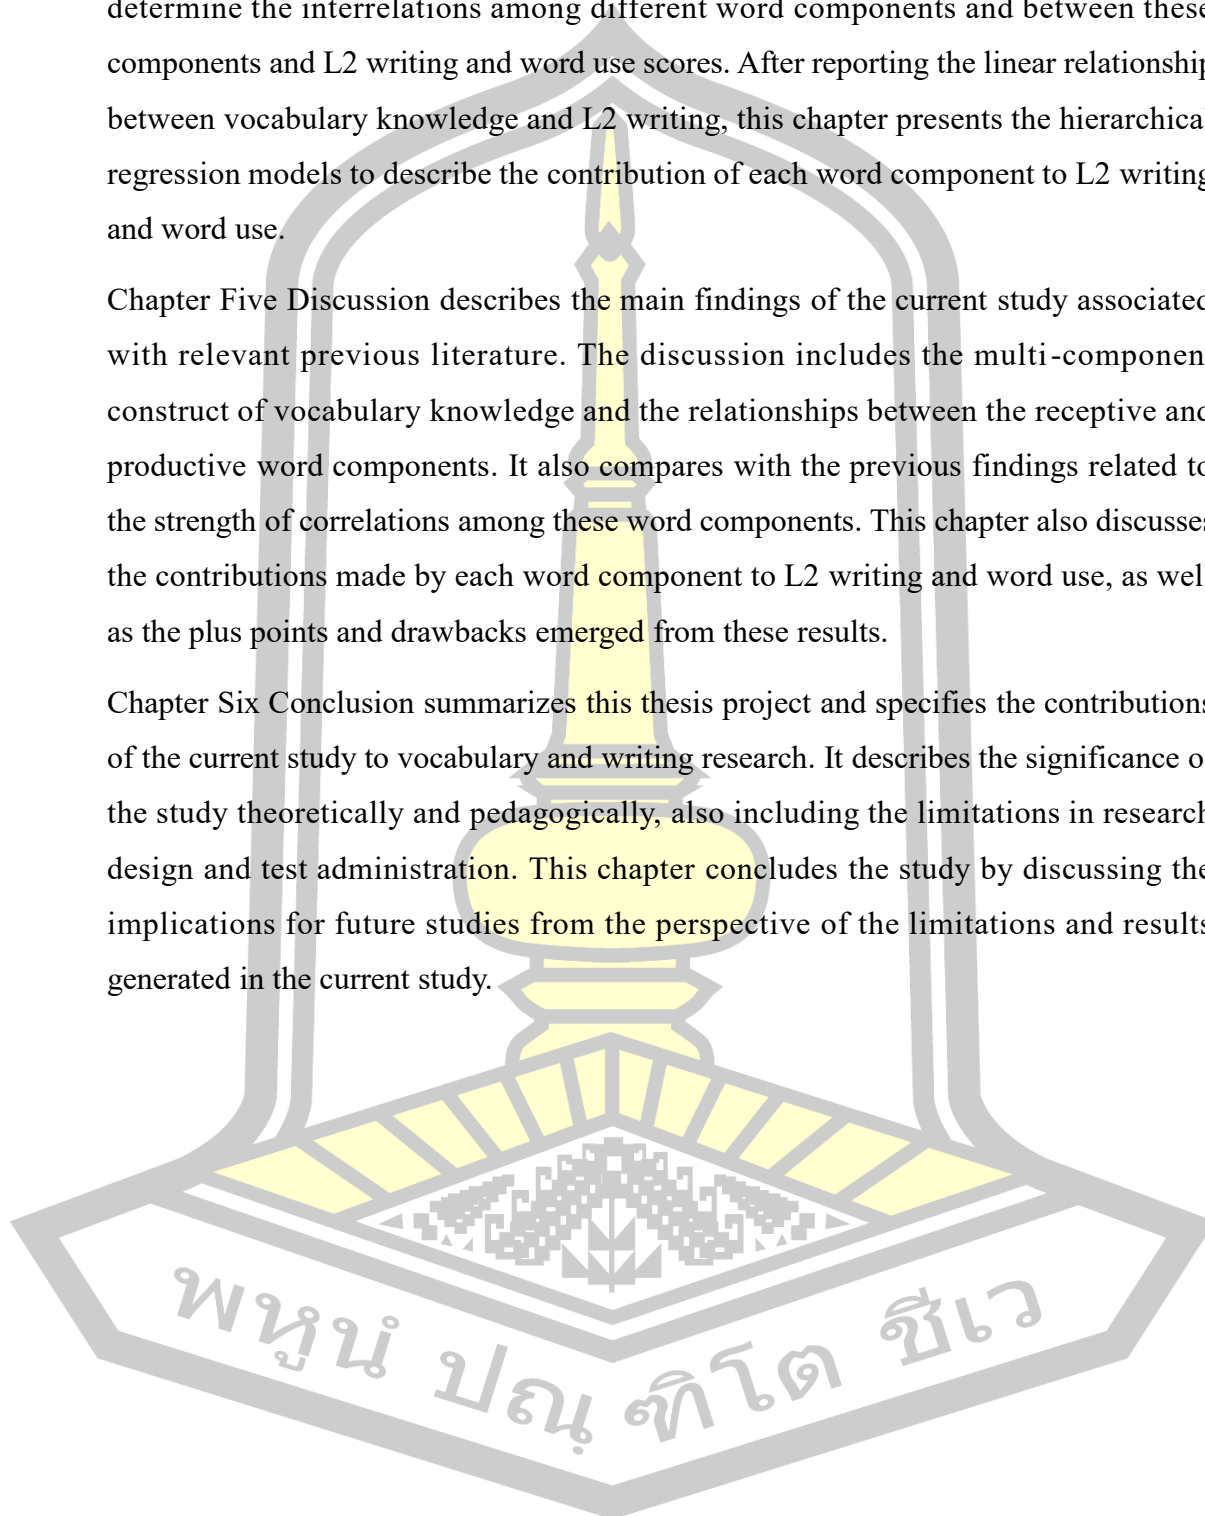 determine the interrelations among different word components and between these
components and L2 writing and word use scores. After reporting the linear relationship
between vocabulary knowledge and L2 writing, this chapter presents the hierarchical
regression models to describe the contribution of each word component to L2 writing
and word use.
Chapter Five Discussion describes the main findings of the current study associated
with relevant previous literature. The discussion includes the multi-componen
construct of vocabulary knowledge and the relationships between the receptive and
productive word components. It also compares with the previous findings related to
the strength of correlations among these word components. This chapter also discusses
the contributions made by each word component to L2 writing and word use, as well
as the plus points and drawbacks emerged from these results.
Chapter Six Conclusion summarizes this thesis project and specifies the contributions
of the current study to vocabulary and writing research. It describes the significance o
the study theoretically and pedagogically, also including the limitations in research
design and test administration. This chapter concludes the study by discussing the
implications for future studies from the perspective of the limitations and results
generated in the current study.
พหูนํ ปณฺฑิโต ชีเว